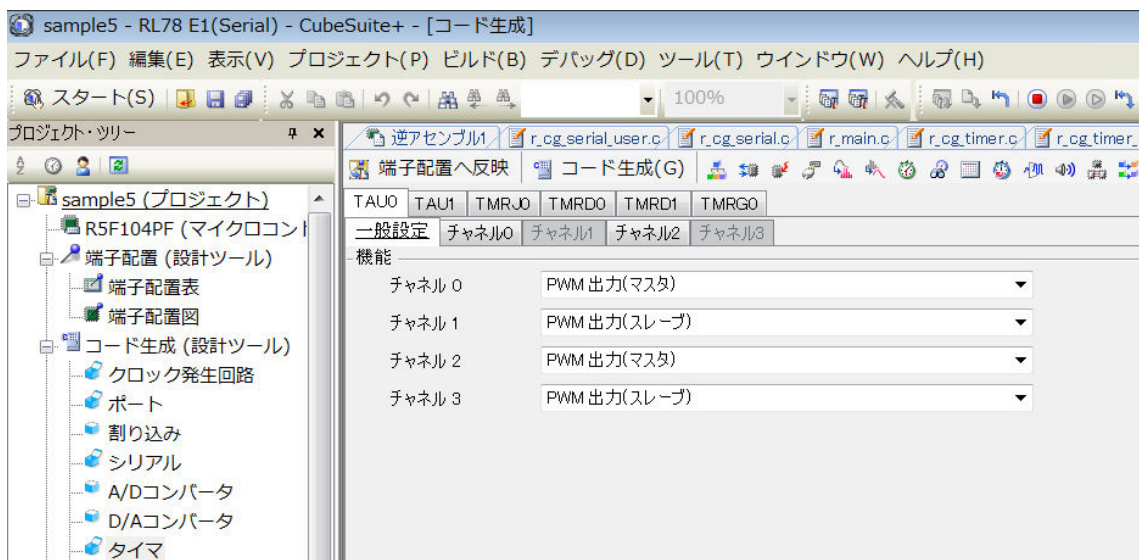 sample5 - RL78 E1(Serial) - CubeSuite+ - [コード生成]
ファイル(F) 編集(E) 表示(V) プロジェクト(P) ビルド(B) デバッグ(D) ツール(T) ウインドウ(W) ヘルプ(H)
スタート(S) 100%
プロジェクト・ツリー
逆アセンブル1 r_cg_serial_user.c r_cg_serial.c r_main.c r_cg_timer.c r_cg_timer_
端子配置へ反映 コード生成(G)
sample5 (プロジェクト)
R5F104PF (マイクロコント
端子配置 (設計ツール)
端子配置表
端子配置図
コード生成 (設計ツール)
クロック発生回路
ポート
割り込み
シリアル
A/Dコンバータ
D/Aコンバータ
タイマ
TAU0 TAU1 TMRJ0 TMRD0 TMRD1 TMRG0
一般設定 チャネル0 チャネル1 チャネル2 チャネル3
機能
チャネル 0 PWM 出力(マスタ)
チャネル 1 PWM 出力(スレーブ)
チャネル 2 PWM 出力(マスタ)
チャネル 3 PWM 出力(スレーブ)